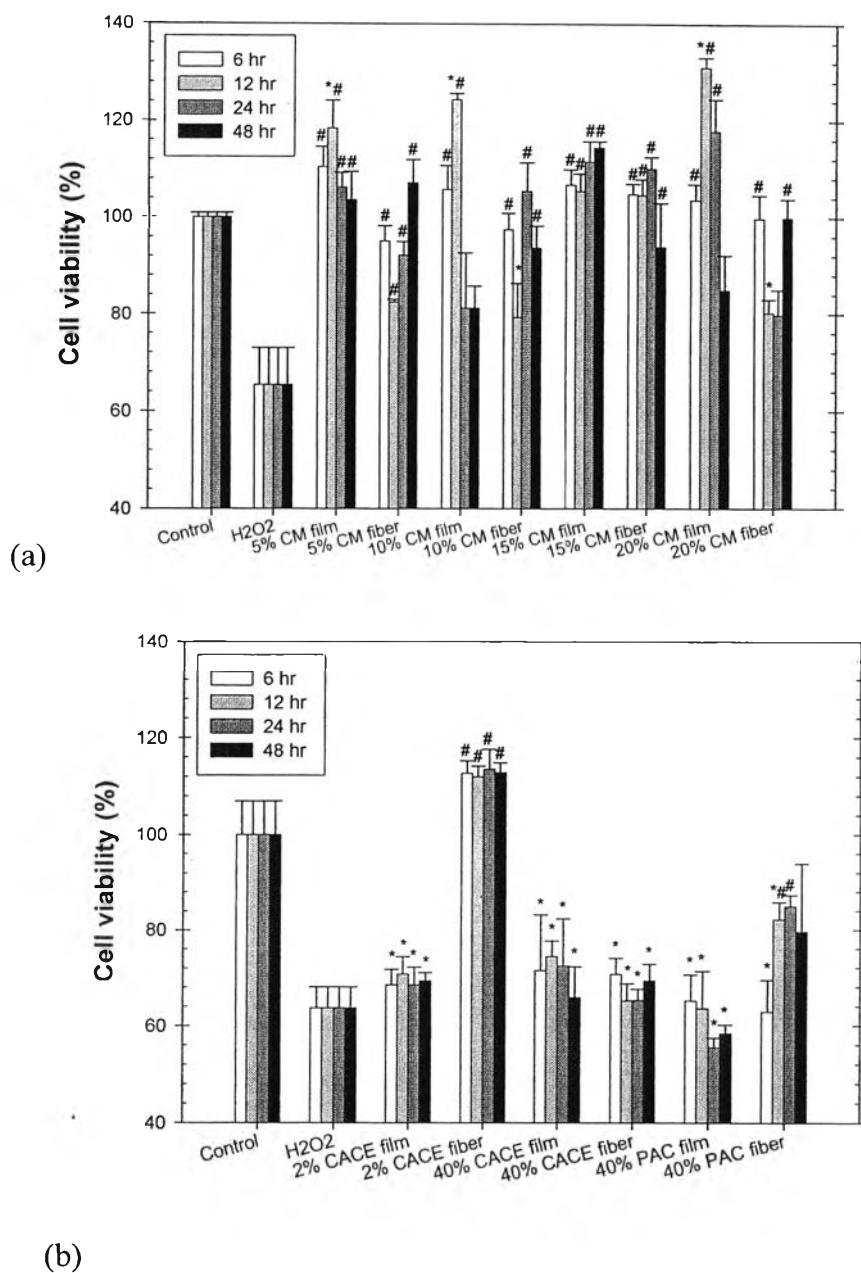 140
120
100
80
60
40
Cell viability (%)
6 hr
12 hr
24 hr
48 hr
# *# ## # # # # *# # * # # # # ## # # # # # *# # # * #
Control
H2O2
5% CM film
5% CM fiber
10% CM film
10% CM fiber
15% CM film
15% CM fiber
20% CM film
20% CM fiber
(a)
140
120
100
80
60
40
Cell viability (%)
6 hr
12 hr
24 hr
48 hr
* * * * # # # # * * * * * * * * * * * * * *# #
Control
H2O2
2% CACE film
2% CACE fiber
40% CACE film
40% CACE fiber
40% PAC film
40% PAC fiber
(b)